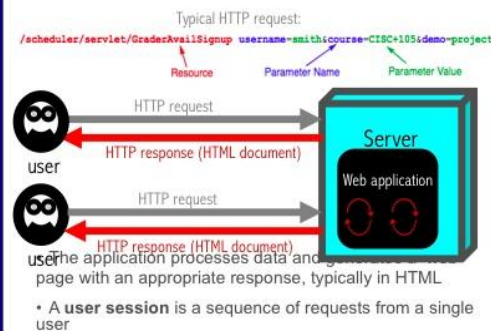 Typical HTTP request:
/scheduler/servlet/GraderAvailSignup username=smith&course=CISC+105&demo=project
Resource Parameter Name Parameter Value
HTTP request
HTTP response (HTML document)
user
Server
Web application
HTTP request
HTTP response (HTML document)
user
• The application processes data and generates a web
page with an appropriate response, typically in HTML
• A user session is a sequence of requests from a single
user